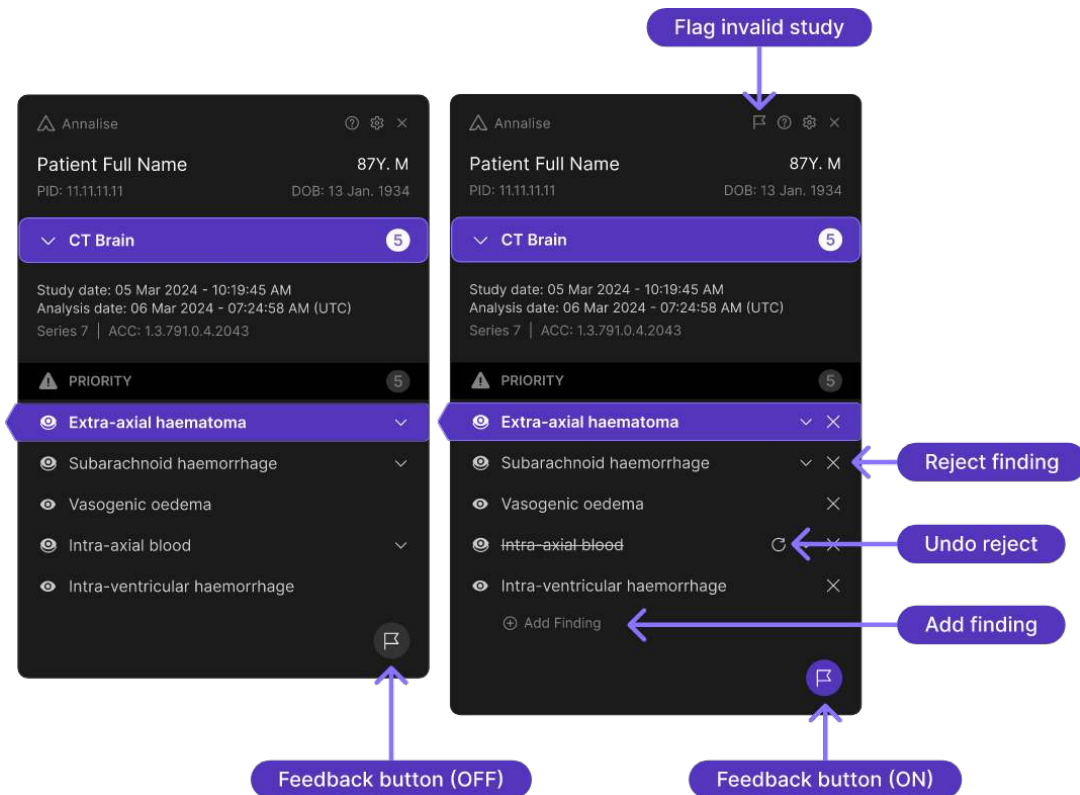 Flag invalid study
Annalise
Patient Full Name 87Y. M
PID: 11.11.11.11 DOB: 13 Jan. 1934
CT Brain 5
Study date: 05 Mar 2024 - 10:19:45 AM
Analysis date: 06 Mar 2024 - 07:24:58 AM (UTC)
Series 7 | ACC: 1.3.791.0.4.2043
PRIORITY 5
Extra-axial haematoma
Subarachnoid haemorrhage
Vasogenic oedema
Intra-axial blood
Intra-ventricular haemorrhage
Feedback button (OFF)
Annalise
Patient Full Name 87Y. M
PID: 11.11.11.11 DOB: 13 Jan. 1934
CT Brain 5
Study date: 05 Mar 2024 - 10:19:45 AM
Analysis date: 06 Mar 2024 - 07:24:58 AM (UTC)
Series 7 | ACC: 1.3.791.0.4.2043
PRIORITY 5
Extra-axial haematoma
Subarachnoid haemorrhage
Reject finding
Vasogenic oedema
Intra-axial blood
Undo reject
Intra-ventricular haemorrhage
Add Finding
Add finding
Feedback button (ON)